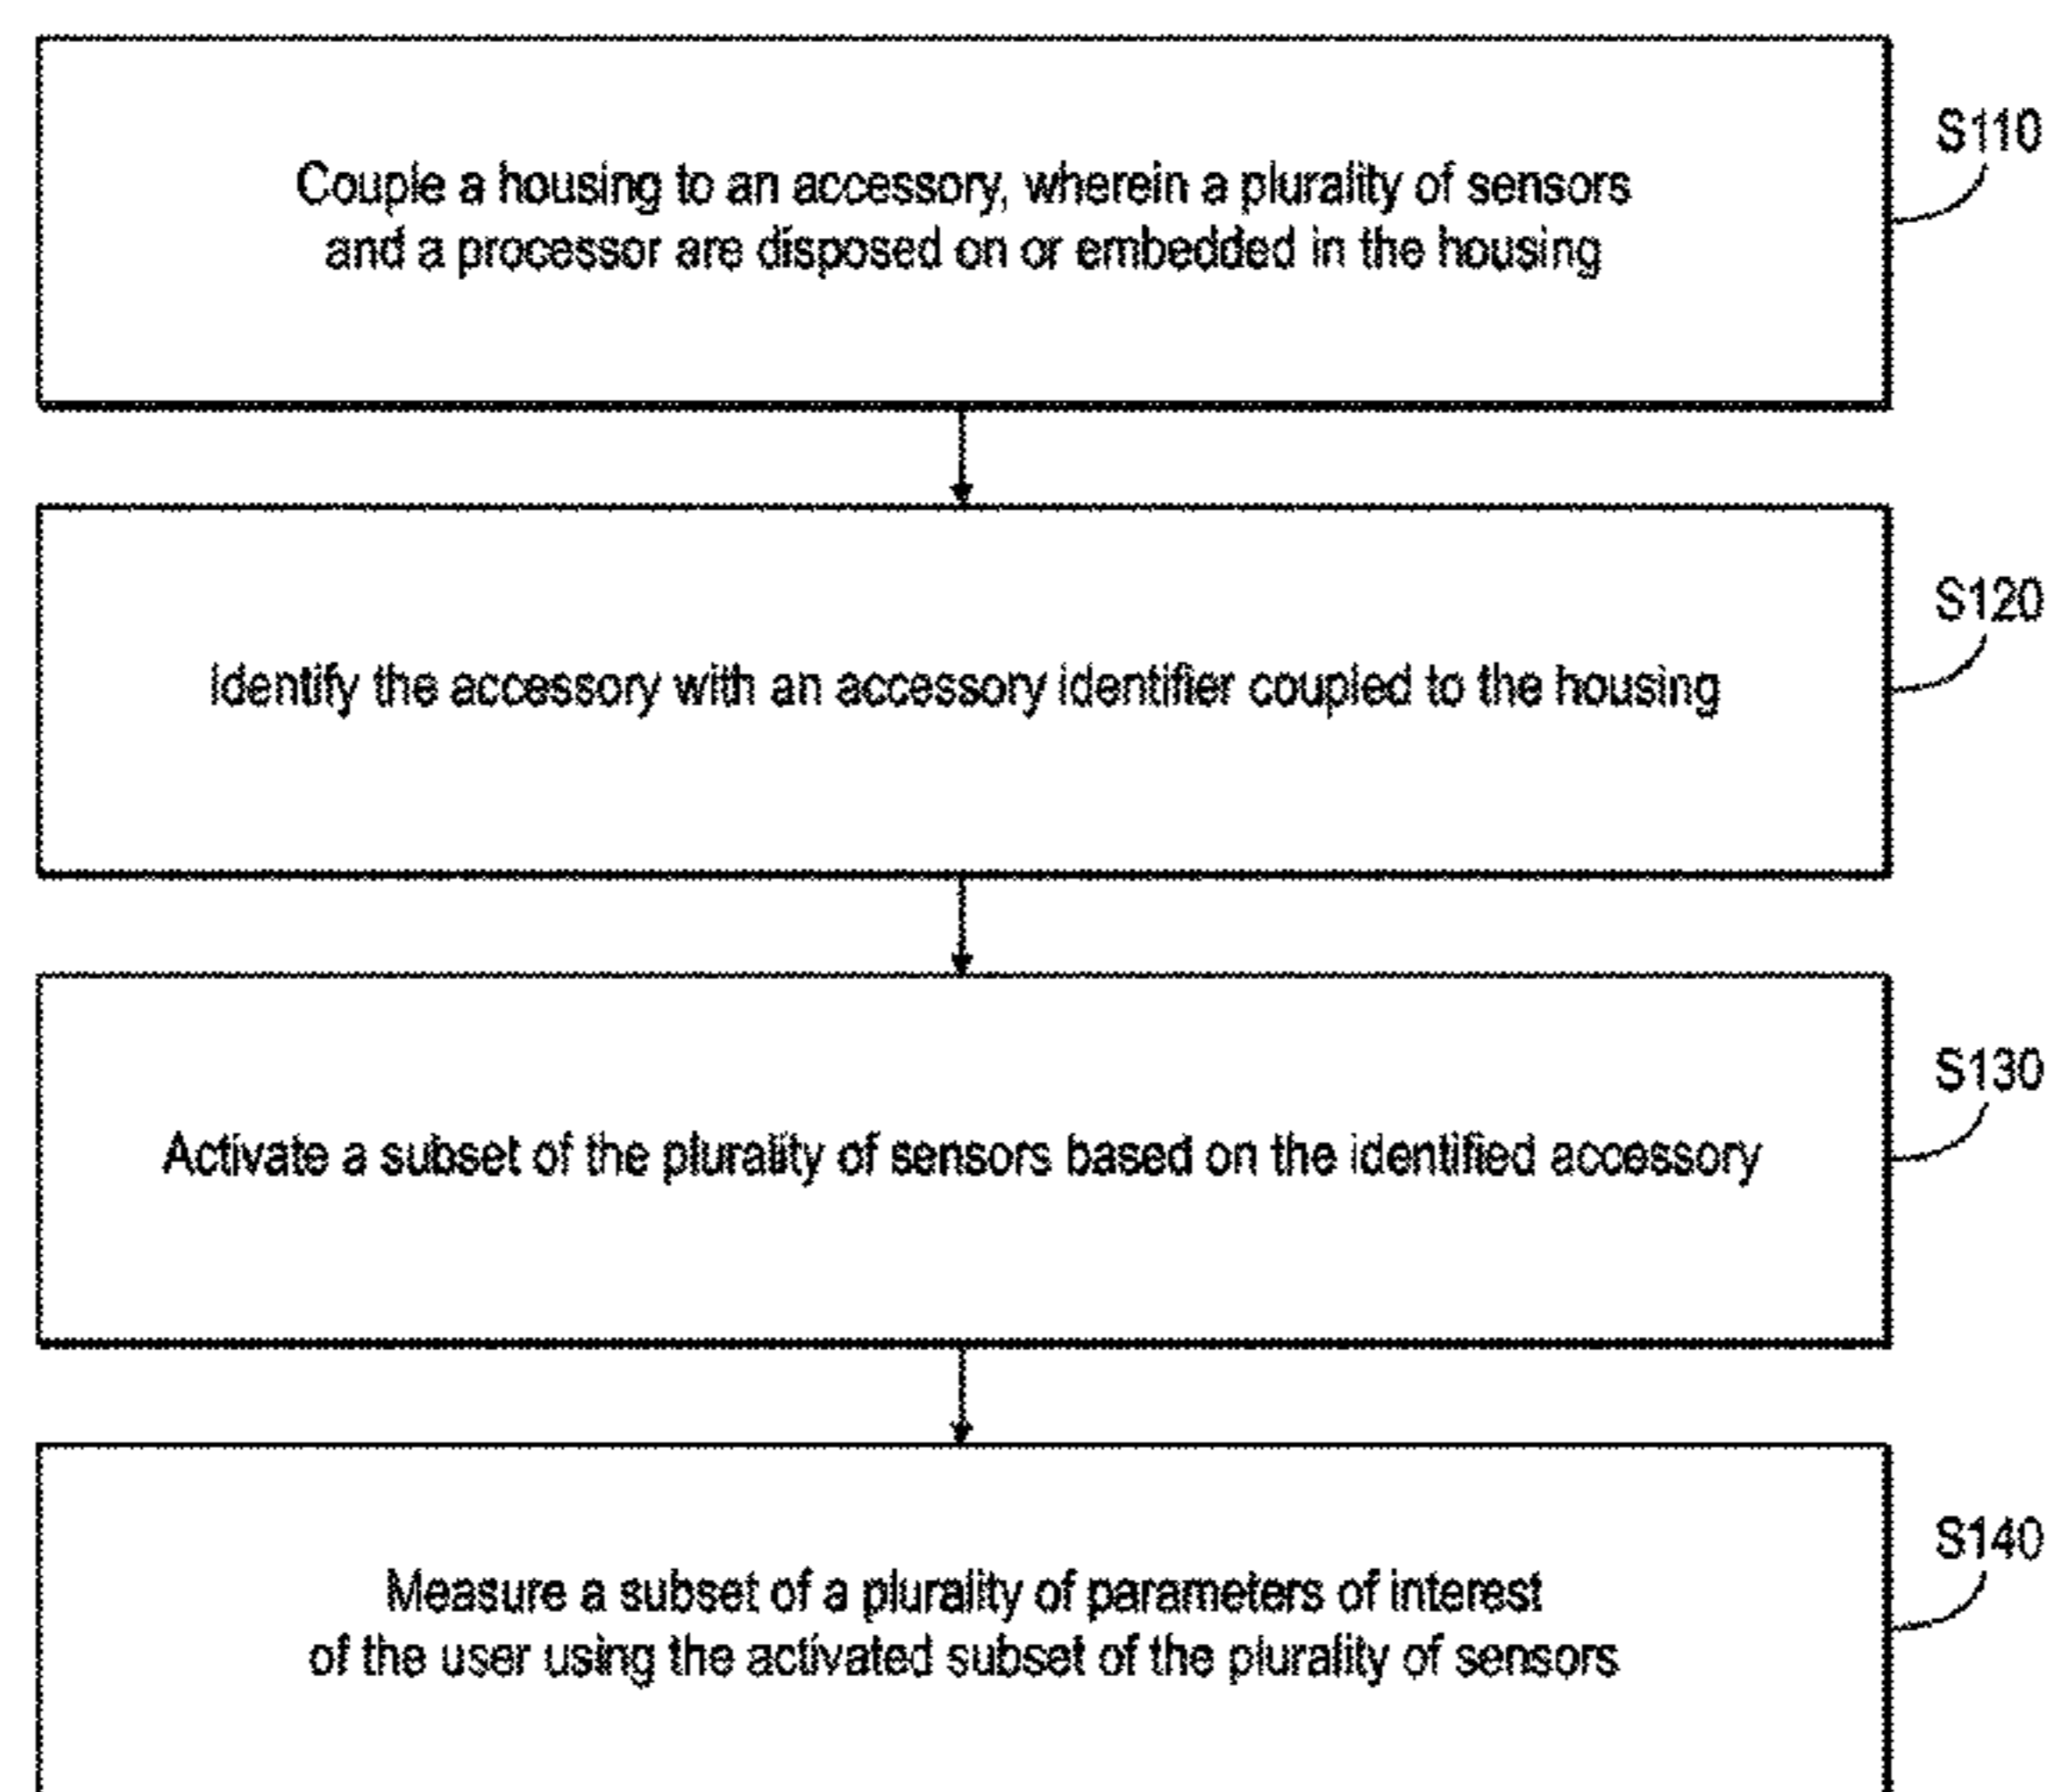 Couple a housing to an accessory, wherein a plurality of sensors
and a processor are disposed on or embedded in the housing
S110
Identify the accessory with an accessory identifier coupled to the housing
S120
Activate a subset of the plurality of sensors based on the identified accessory
S130
Measure a subset of a plurality of parameters of interest
of the user using the activated subset of the plurality of sensors
S140